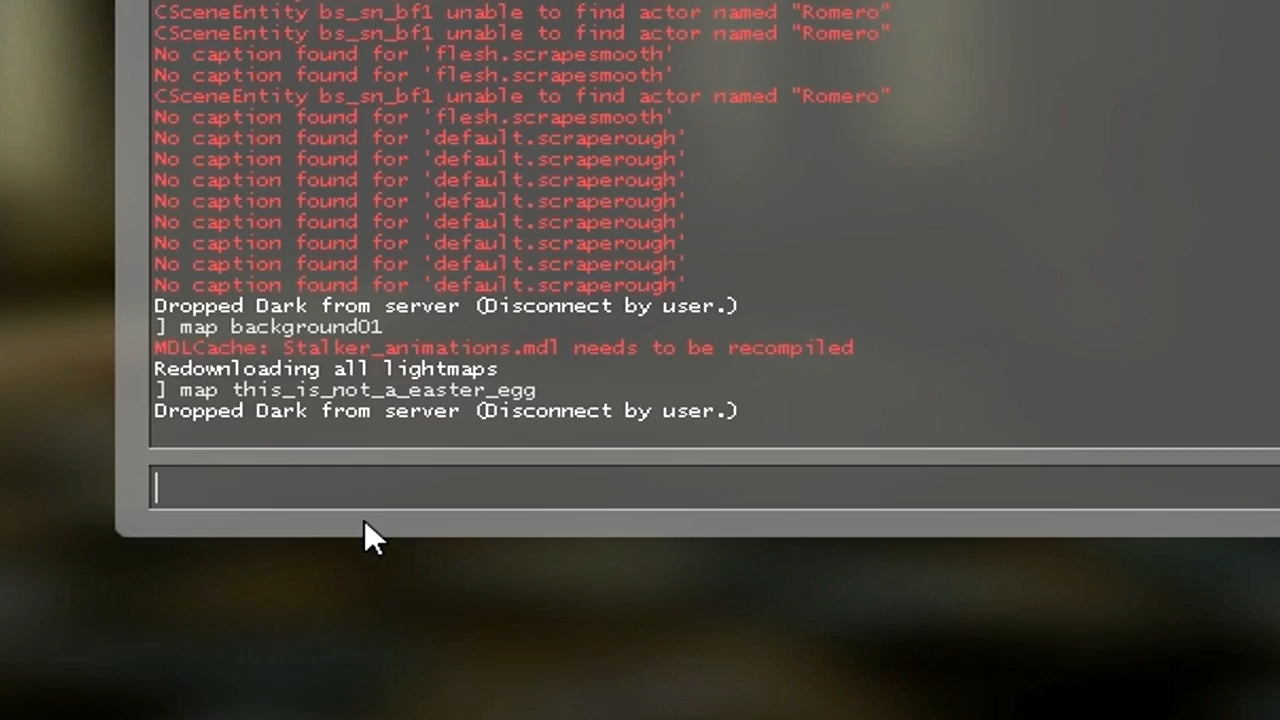 CSceneEntity bs_sn_bf1 unable to find actor named "Romero"
CSceneEntity bs_sn_bf1 unable to find actor named "Romero"
No caption found for 'flesh.scrapesmooth'
No caption found for 'flesh.scrapesmooth'
CSceneEntity bs_sn_bf1 unable to find actor named "Romero"
No caption found for 'flesh.scrapesmooth'
No caption found for 'default.scraperough'
No caption found for 'default.scraperough'
No caption found for 'default.scraperough'
No caption found for 'default.scraperough'
No caption found for 'default.scraperough'
No caption found for 'default.scraperough'
No caption found for 'default.scraperough'
No caption found for 'default.scraperough'
Dropped Dark from server (Disconnect by user.)
] map background01
MDLCache: Stalker_animations.mdl needs to be recompiled
Redownloading all lightmaps
] map this_is_not_a_easter_egg
Dropped Dark from server (Disconnect by user.)